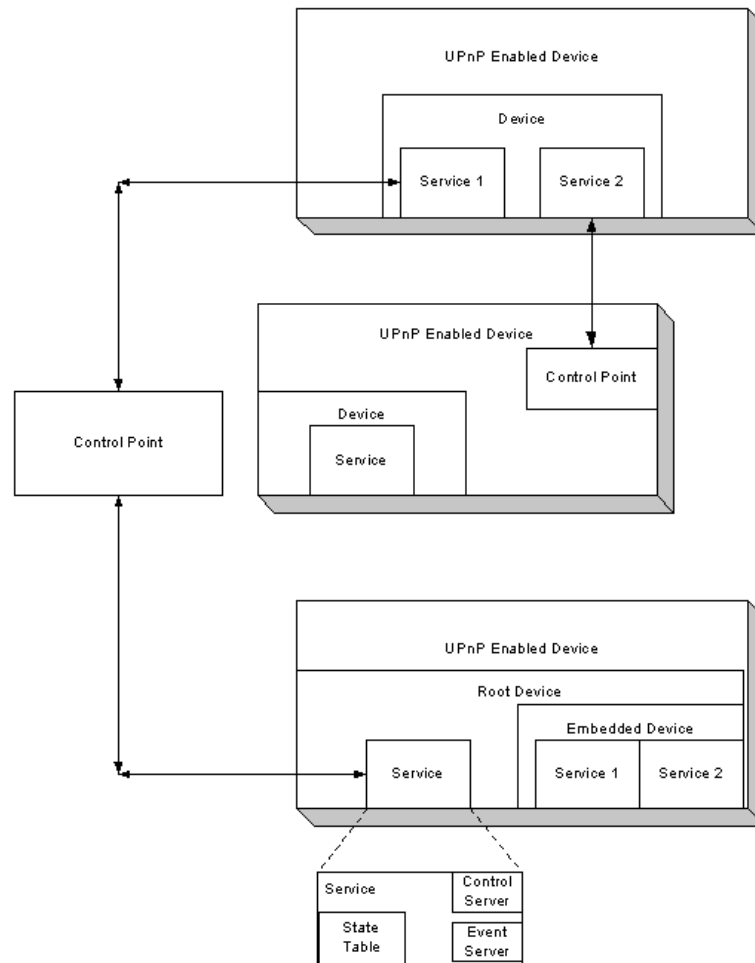 UPnP Enabled Device
Device
Service 1
Service 2
UPnP Enabled Device
Control Point
Device
Service
Control Point
UPnP Enabled Device
Root Device
Embedded Device
Service 1
Service 2
Service
Service
Control
Server
State
Table
Event
Server